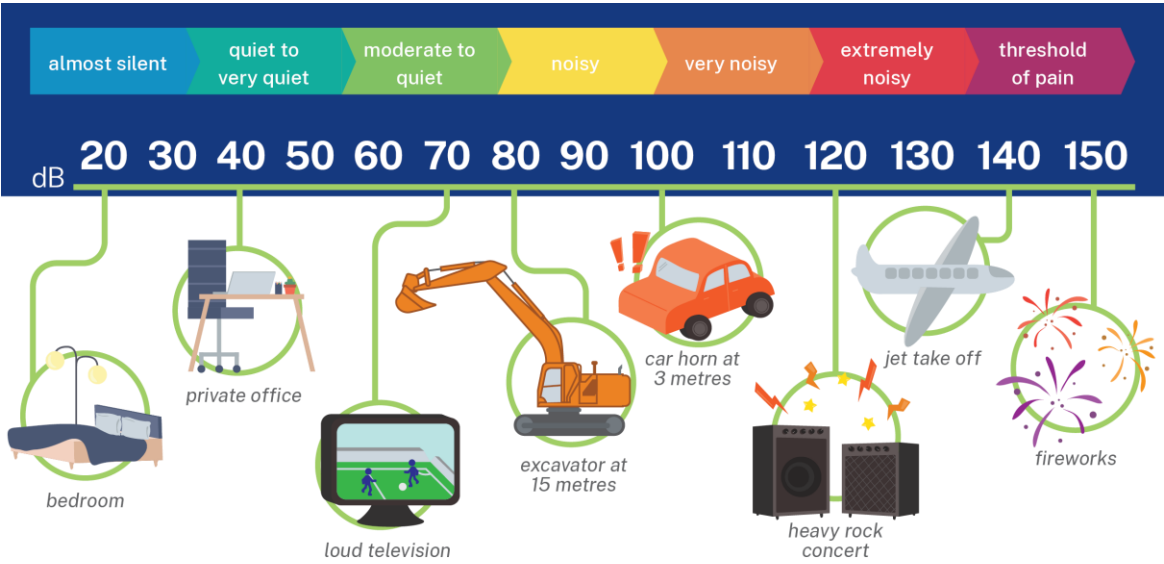 almost silent
quiet to
very quiet
moderate to
quiet
noisy
very noisy
extremely
noisy
threshold
of pain
dB 20 30 40 50 60 70 80 90 100 110 120 130 140 150
bedroom
private office
loud television
excavator at
15 metres
car horn at
3 metres
heavy rock
concert
jet take off
fireworks